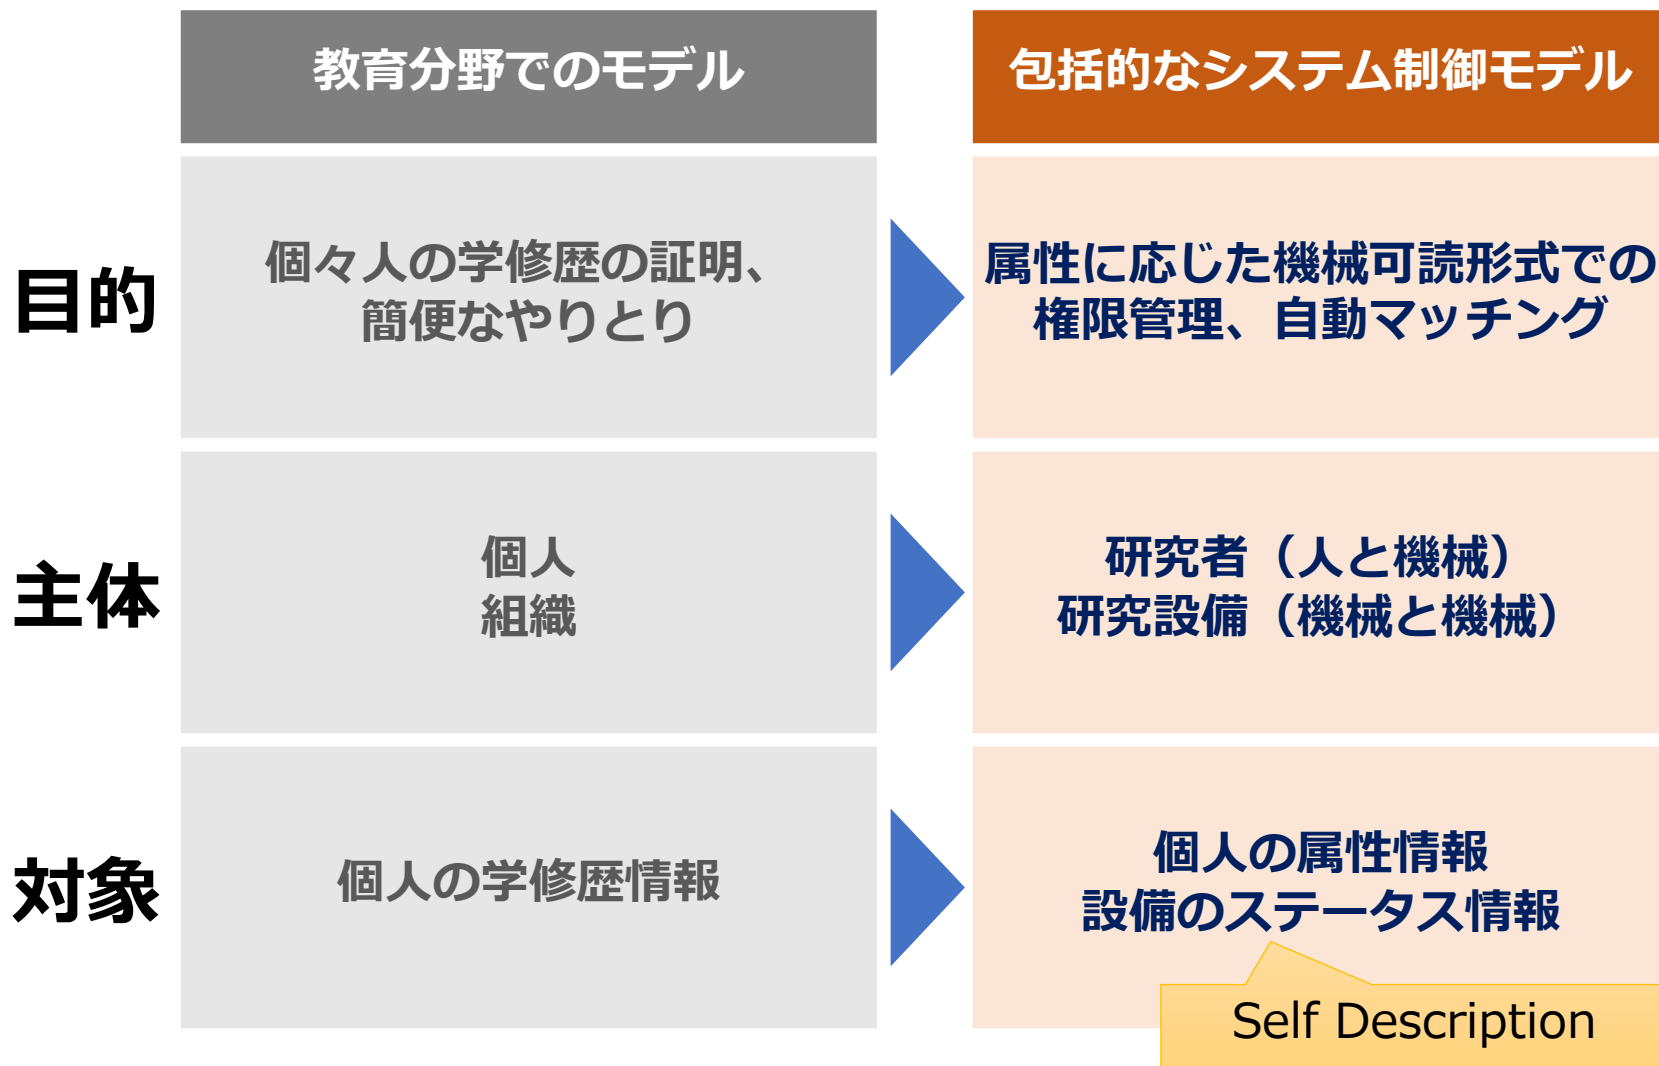 教育分野でのモデル
包括的なシステム制御モデル
目的
個々人の学修歴の証明、
簡便なやりとり
属性に応じた機械可読形式での
権限管理、自動マッチング
主体
個人
組織
研究者（人と機械）
研究設備（機械と機械）
対象
個人の学修歴情報
個人の属性情報
設備のステータス情報
Self Description